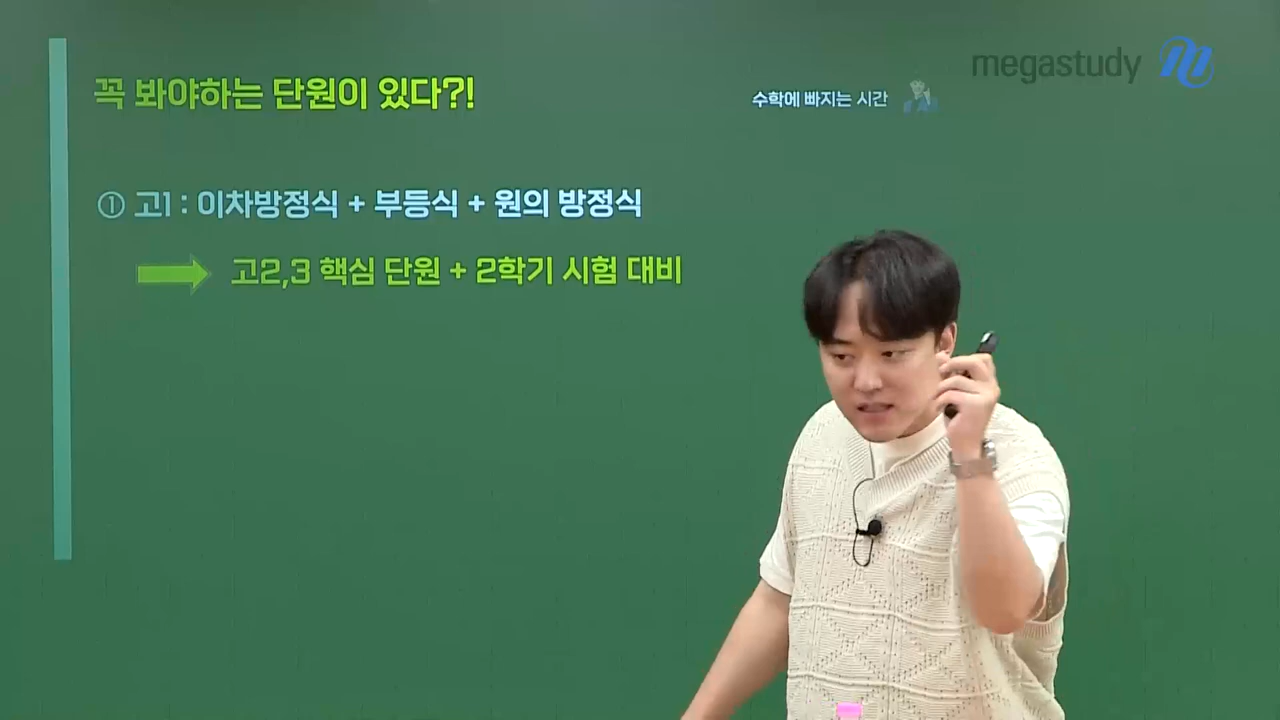 megastudy
꼭 봐야하는 단원이 있다?!
수학에 빠지는 시간
① 고1 : 이차방정식 + 부등식 + 원의 방정식
고2,3 핵심 단원 + 2학기 시험 대비